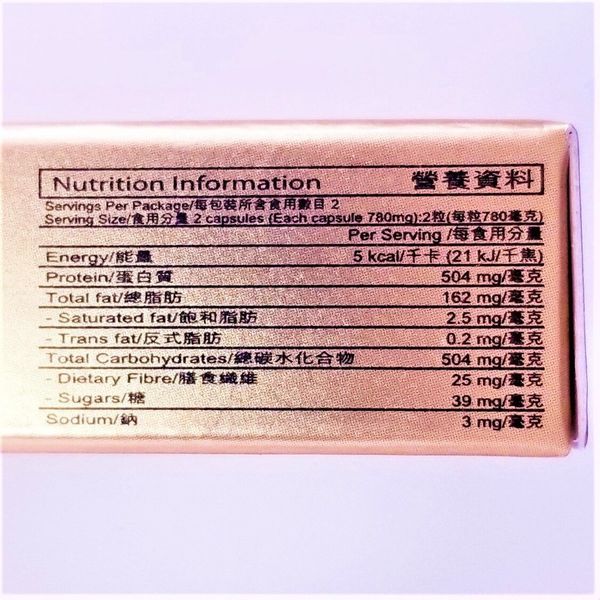 Nutrition Information 營養資料
Servings Per Package/每包裝所含食用數目 2
Serving Size/食用分量 2 capsules (Each capsule 780mg):2粒(每粒780毫克)
Per Serving /每食用分量
Energy/能量 5 kcal/千卡 (21 kJ/千焦)
Protein/蛋白質 504 mg/毫克
Total fat/總脂肪 162 mg/毫克
- Saturated fat/飽和脂肪 2.5 mg/毫克
- Trans fat/反式脂肪 0.2 mg/毫克
Total Carbohydrates/總碳水化合物 504 mg/毫克
- Dietary Fibre/膳食纖維 25 mg/毫克
- Sugars/糖 39 mg/毫克
Sodium/鈉 3 mg/毫克